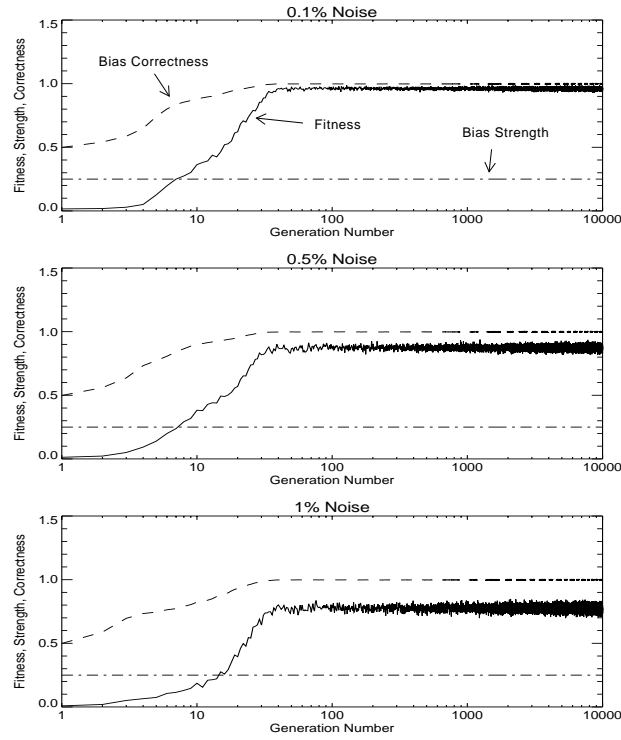 0.1% Noise
1.5
Bias Correctness
1.0
Fitness
Bias Strength
0.5
0.0
Fitness, Strength, Correctness
1
10
100
1000
10000
Generation Number
0.5% Noise
1.5
1.0
0.5
0.0
Fitness, Strength, Correctness
1
10
100
1000
10000
Generation Number
1% Noise
1.5
1.0
0.5
0.0
Fitness, Strength, Correctness
1
10
100
1000
10000
Generation Number